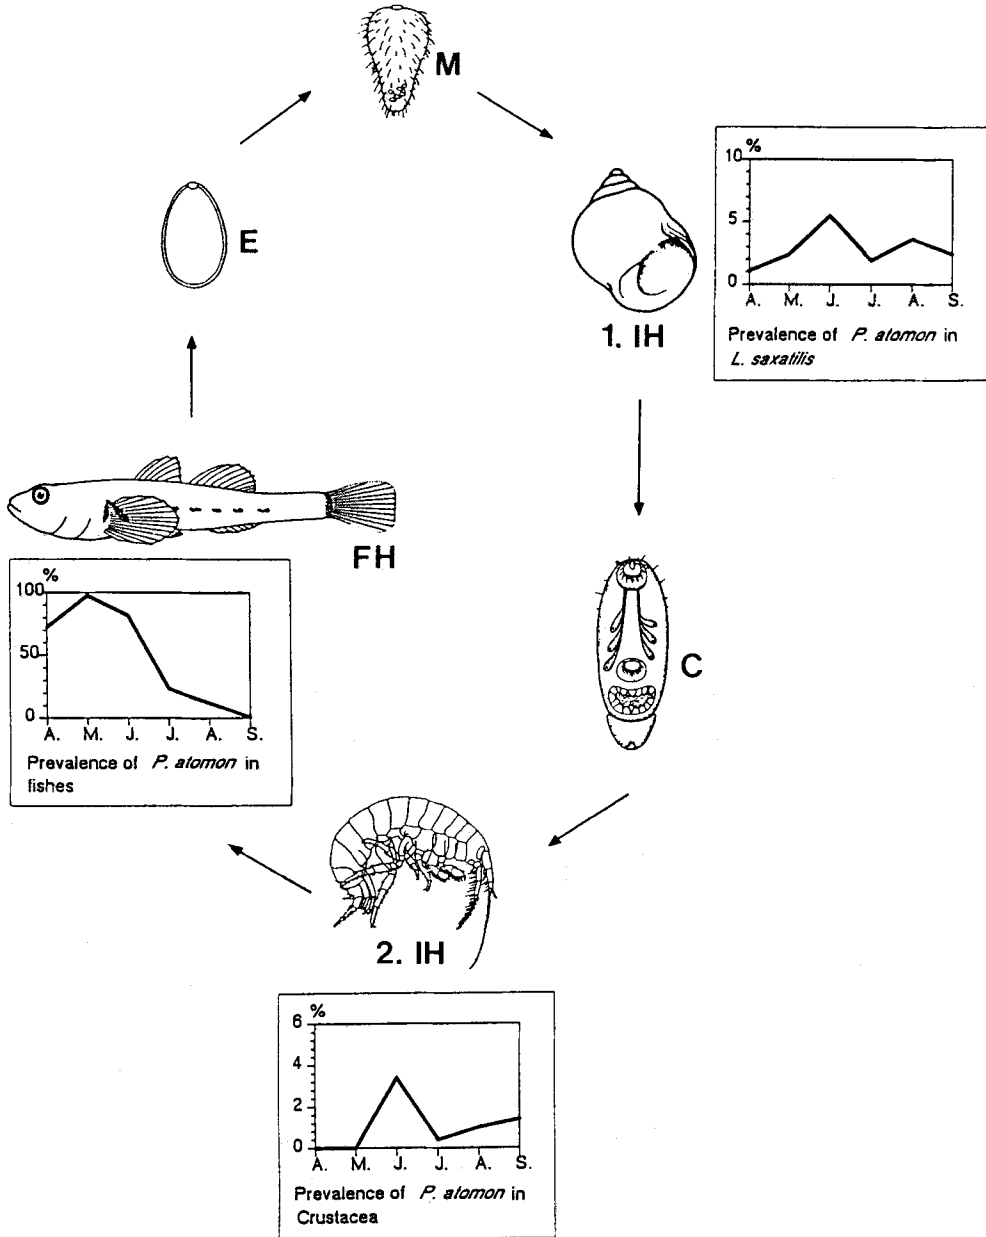 M
E
1. IH
%
10
5
0
A. M. J. J. A. S.
Prevalence of P. atomon in
L. saxatilis
FH
%
100
50
0
A. M. J. J. A. S.
Prevalence of P. atomon in
fishes
C
2. IH
%
6
4
2
0
A. M. J. J. A. S.
Prevalence of P. atomon in
Crustacea